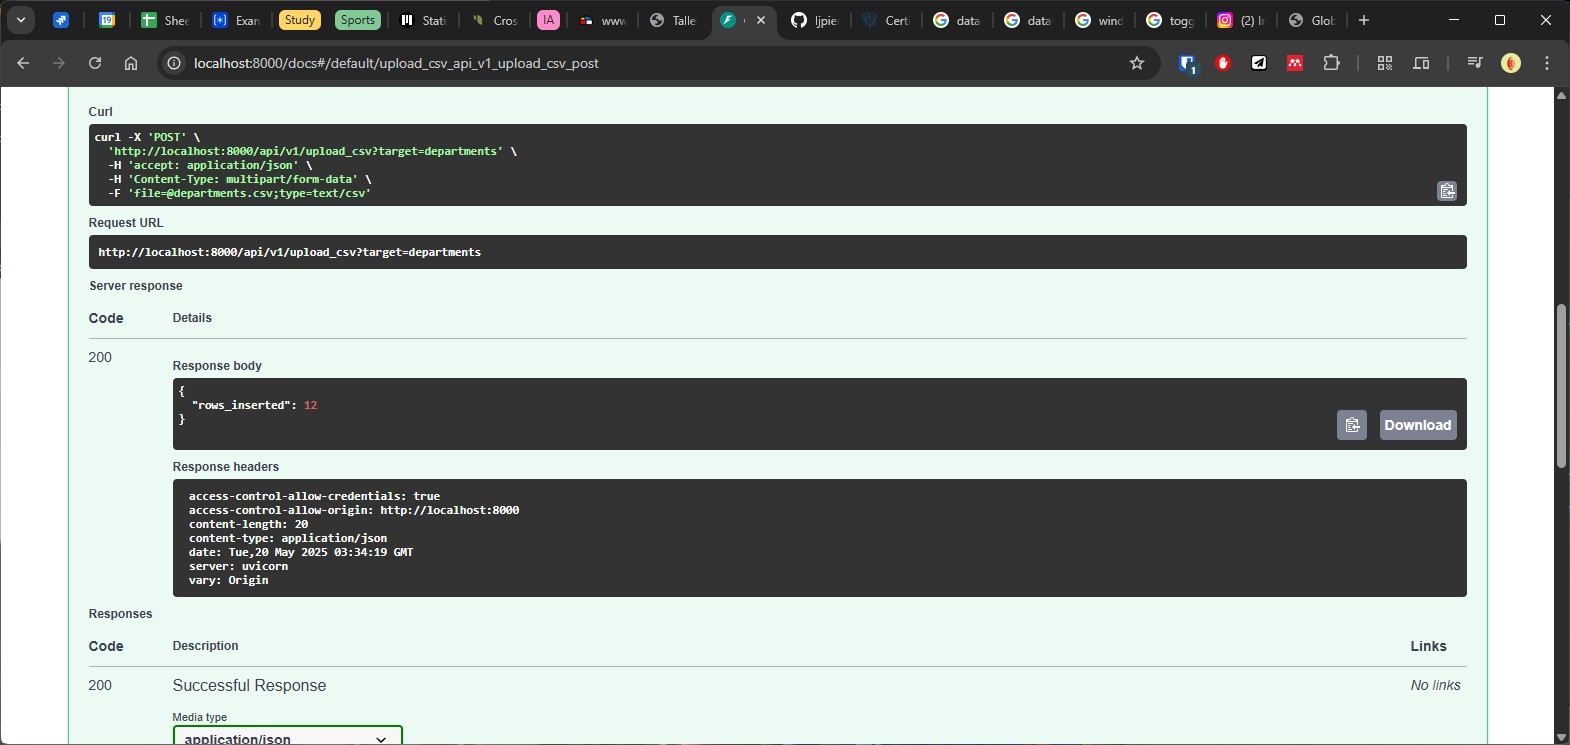 19
Shee
Exan
Study
Sports
Stati
Cros
IA
www
Talle
ljpie
Certi
data
data
wind
togg
(2) In
Glob
localhost:8000/docs#/default/upload_csv_api_v1_upload_csv_post
1
Curl
curl -X 'POST' \
'http://localhost:8000/api/v1/upload_csv?target=departments' \
-H 'accept: application/json' \
-H 'Content-Type: multipart/form-data' \
-F 'file=@departments.csv;type=text/csv'
Request URL
http://localhost:8000/api/v1/upload_csv?target=departments
Server response
Code Details
200
Response body
{
"rows_inserted": 12
}
Download
Response headers
access-control-allow-credentials: true
access-control-allow-origin: http://localhost:8000
content-length: 20
content-type: application/json
date: Tue,20 May 2025 03:34:19 GMT
server: uvicorn
vary: Origin
Responses
Code Description Links
200 Successful Response No links
Media type
application/json